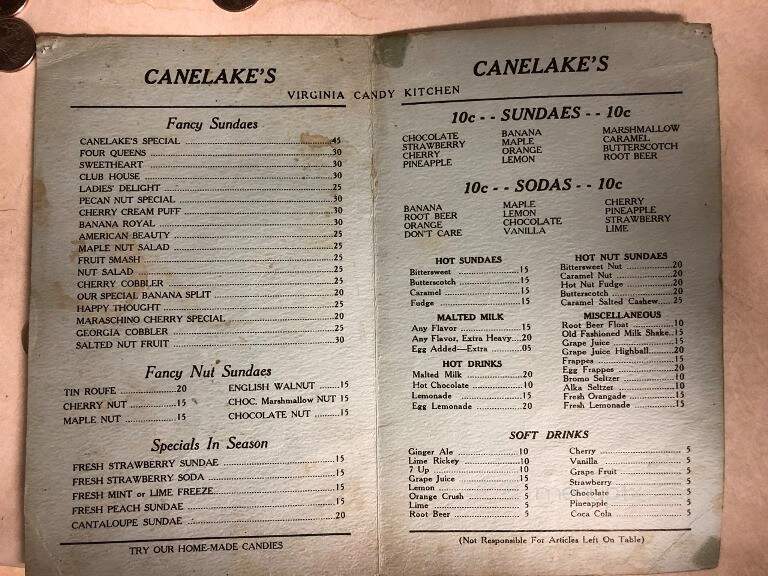 CANELAKE'S
VIRGINIA CANDY KITCHEN
Fancy Sundaes
CANELAKE'S SPECIAL 45
FOUR QUEENS 30
SWEETHEART 30
CLUB HOUSE 30
LADIES' DELIGHT 25
PECAN NUT SPECIAL 30
CHERRY CREAM PUFF 30
BANANA ROYAL 30
AMERICAN BEAUTY 25
MAPLE NUT SALAD 25
FRUIT SMASH 25
NUT SALAD 25
CHERRY COBBLER 25
OUR SPECIAL BANANA SPLIT 20
HAPPY THOUGHT 25
MARASCHINO CHERRY SPECIAL 20
GEORGIA COBBLER 25
SALTED NUT FRUIT 30
Fancy Nut Sundaes
TIN ROUFE 20 ENGLISH WALNUT 15
CHERRY NUT 15 CHOC. Marshmallow NUT 15
MAPLE NUT 15 CHOCOLATE NUT 15
Specials In Season
FRESH STRAWBERRY SUNDAE 15
FRESH STRAWBERRY SODA 15
FRESH MINT or LIME FREEZE 15
FRESH PEACH SUNDAE 15
CANTALOUPE SUNDAE 20
TRY OUR HOME-MADE CANDIES
CANELAKE'S
10c - - SUNDAES - - 10c
CHOCOLATE BANANA MARSHMALLOW
STRAWBERRY MAPLE CARAMEL
CHERRY ORANGE BUTTERSCOTCH
PINEAPPLE LEMON ROOT BEER
10c - - SODAS - - 10c
BANANA MAPLE CHERRY
ROOT BEER LEMON PINEAPPLE
ORANGE CHOCOLATE STRAWBERRY
DON'T CARE VANILLA LIME
HOT SUNDAES
Bittersweet 15
Butterscotch 15
Caramel 15
Fudge 15
MALTED MILK
Any Flavor 15
Any Flavor, Extra Heavy 20
Egg Added—Extra .05
HOT DRINKS
Malted Milk 20
Hot Chocolate 10
Lemonade 15
Egg Lemonade 20
HOT NUT SUNDAES
Bittersweet Nut 20
Caramel Nut 20
Hot Nut Fudge 20
Butterscotch 20
Caramel Salted Cashew 25
MISCELLANEOUS
Root Beer Float 10
Old Fashioned Milk Shake 15
Grape Juice 15
Grape Juice Highball 20
Frappes 15
Egg Frappes 20
Bromo Seltzer 10
Alka Seltzer 10
Fresh Orangade 15
Fresh Lemonade 15
SOFT DRINKS
Ginger Ale 10 Cherry 5
Lime Rickey 10 Vanilla 5
7 Up 10 Grape Fruit 5
Grape Juice 15 Strawberry 5
Lemon 5 Chocolate 5
Orange Crush 5 Pineapple 5
Lime 5 Coca Cola 5
Root Beer 5
(Not Responsible For Articles Left On Table)